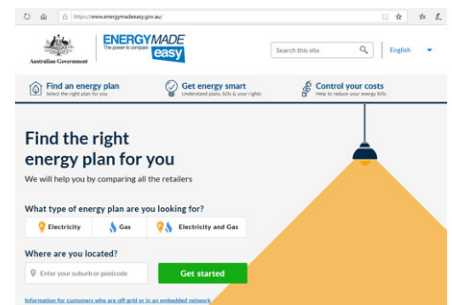 https://www.energymadeeasy.gov.au/
Australian Government
ENERGY MADE
The power to compare
easy
Search this site
English
Find an energy plan
Select the right plan for you
Get energy smart
Understand plans, bills & your rights
Control your costs
Help to reduce your energy bills
Find the right
energy plan for you
We will help you by comparing all the retailers
What type of energy plan are you looking for?
Electricity
Gas
Electricity and Gas
Where are you located?
Enter your suburb or postcode
Get started
Information for customers who are off grid or in an embedded network